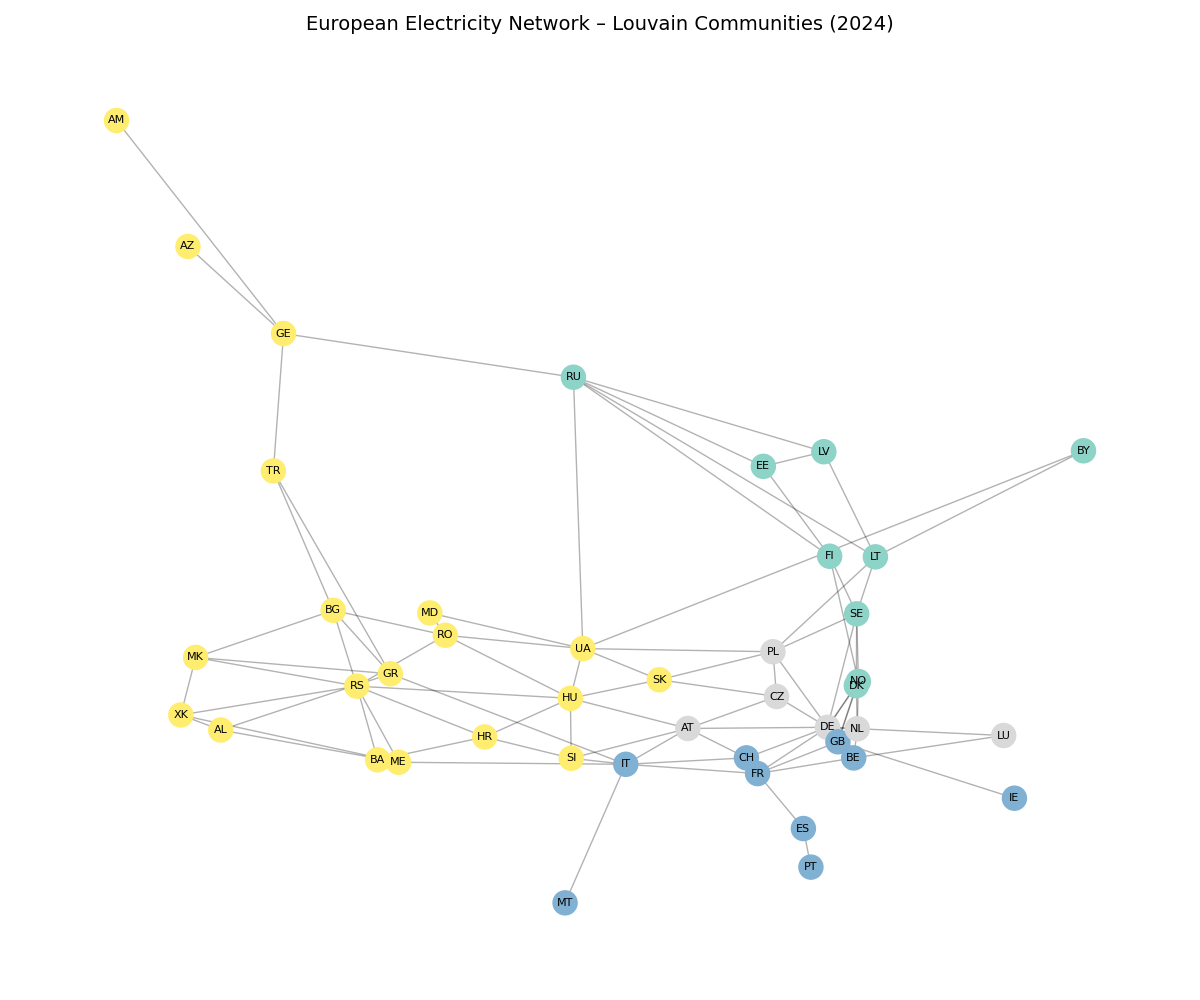 European Electricity Network – Louvain Communities (2024)
AM
AZ
GE
RU
LV
BY
EE
TR
FI
LT
BG
MD
SE
RO
UA
PL
MK
GR
SK
NO
DK
RS
HU
CZ
XK
AL
AT
DE
NL
LU
HR
GB
BA
ME
SI
IT
CH
BE
FR
IE
ES
PT
MT